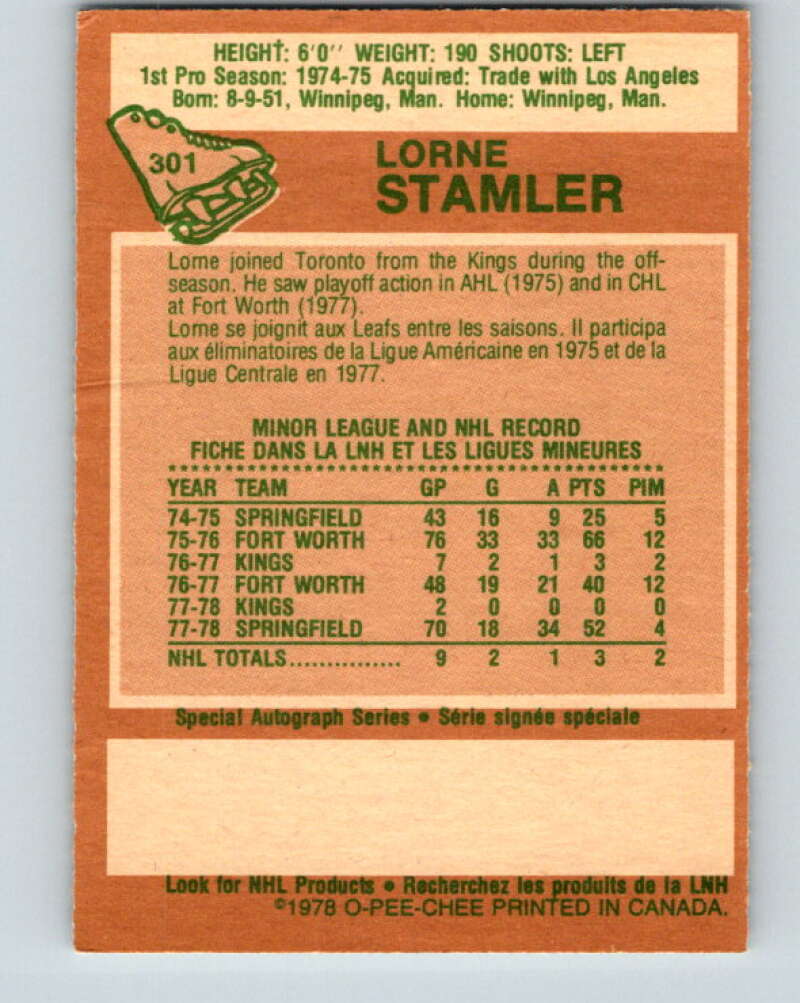 HEIGHT: 6'0'' WEIGHT: 190 SHOOTS: LEFT
1st Pro Season: 1974-75 Acquired: Trade with Los Angeles
Born: 8-9-51, Winnipeg, Man. Home: Winnipeg, Man.
301
LORNE
STAMLER
Lorne joined Toronto from the Kings during the off-
season. He saw playoff action in AHL (1975) and in CHL
at Fort Worth (1977).
Lorne se joignit aux Leafs entre les saisons. Il participa
aux éliminatoires de la Ligue Américaine en 1975 et de la
Ligue Centrale en 1977.
MINOR LEAGUE AND NHL RECORD
FICHE DANS LA LNH ET LES LIGUES MINEURES
YEAR TEAM GP G A PTS PIM
74-75 SPRINGFIELD 43 16 9 25 5
75-76 FORT WORTH 76 33 33 66 12
76-77 KINGS 7 2 1 3 2
76-77 FORT WORTH 48 19 21 40 12
77-78 KINGS 2 0 0 0 0
77-78 SPRINGFIELD 70 18 34 52 4
NHL TOTALS............... 9 2 1 3 2
Special Autograph Series • Série signée spéciale
Look for NHL Products • Recherchez les produits de la LNH
©1978 O-PEE-CHEE PRINTED IN CANADA.